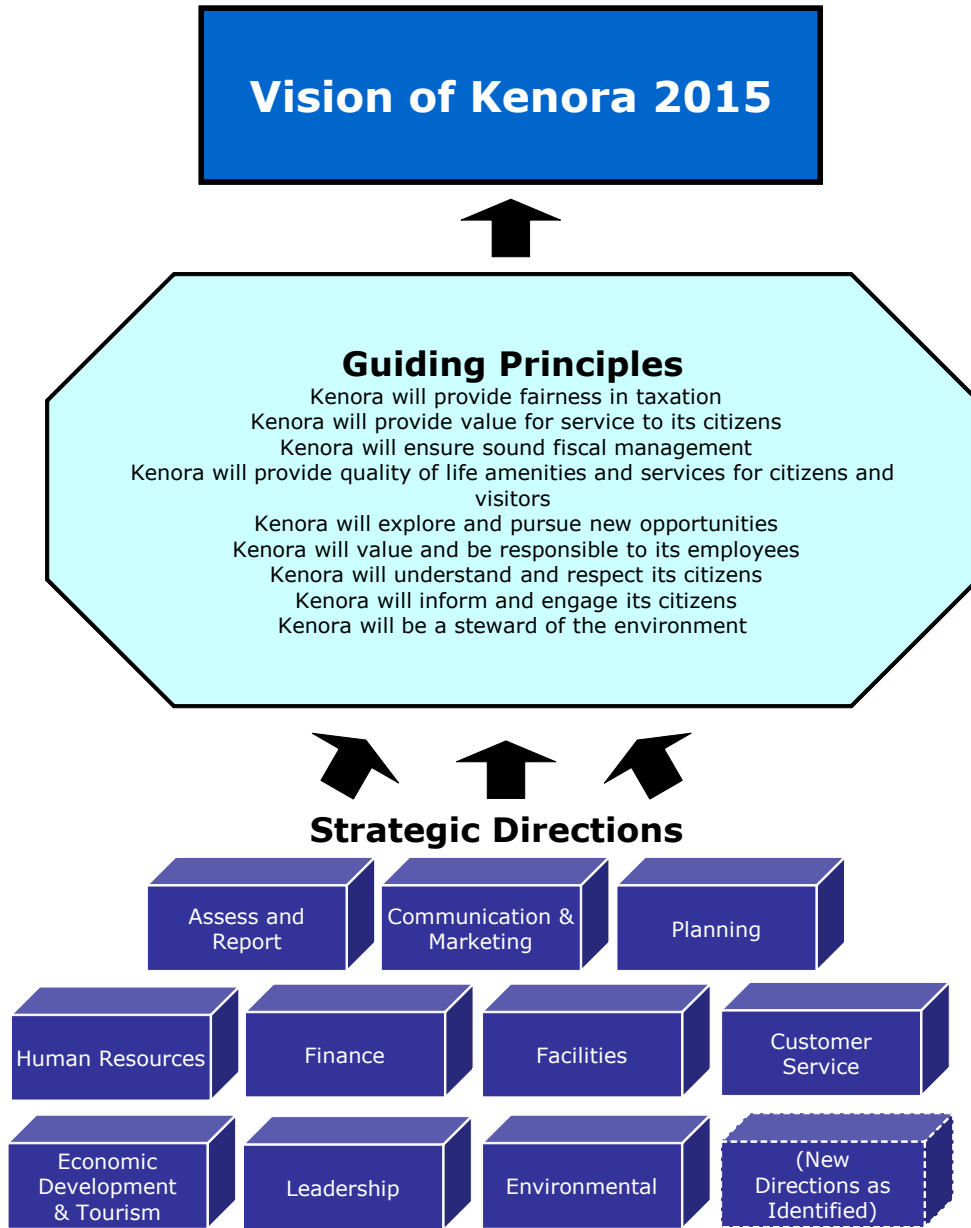 Vision of Kenora 2015
Guiding Principles
Kenora will provide fairness in taxation
Kenora will provide value for service to its citizens
Kenora will ensure sound fiscal management
Kenora will provide quality of life amenities and services for citizens and
visitors
Kenora will explore and pursue new opportunities
Kenora will value and be responsible to its employees
Kenora will understand and respect its citizens
Kenora will inform and engage its citizens
Kenora will be a steward of the environment
Strategic Directions
Assess and
Report
Communication &
Marketing
Planning
Human Resources
Finance
Facilities
Customer
Service
Economic
Development
& Tourism
Leadership
Environmental
(New
Directions as
Identified)